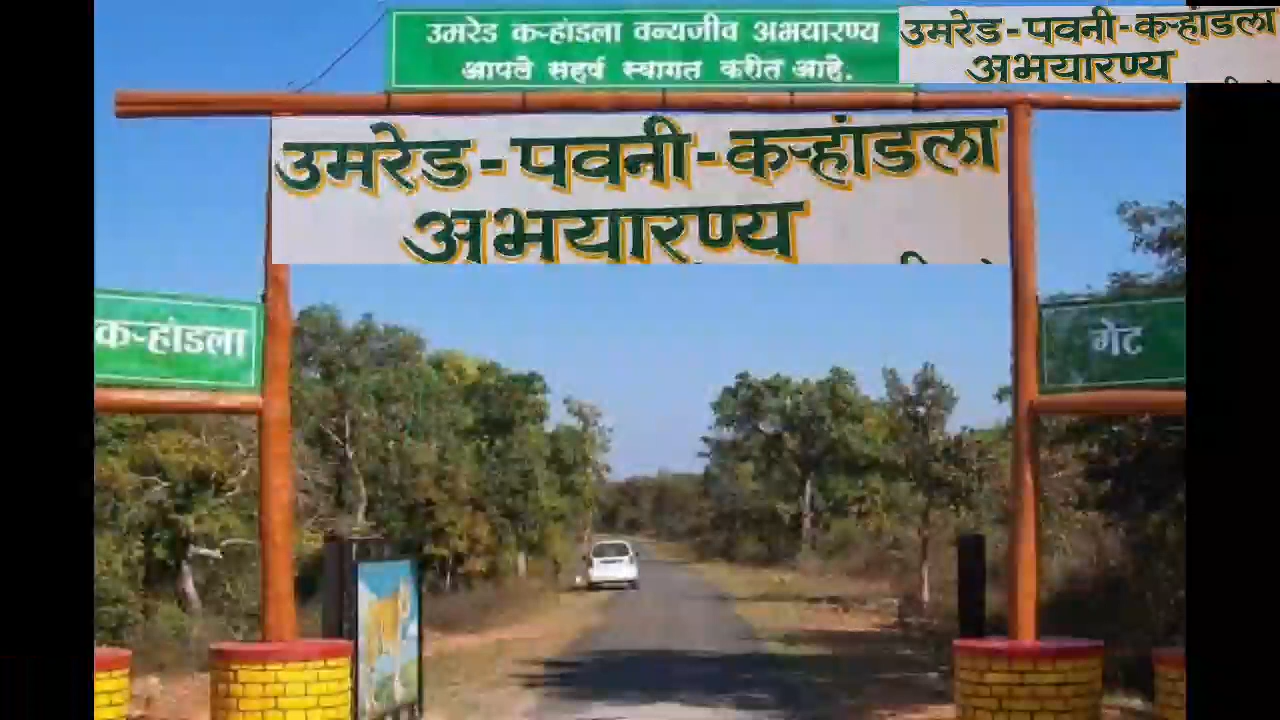 उमरेड कऱ्हांडला वन्यजीव अभयारण्य
आपले सहर्ष स्वागत करीत आहे.
उमरेड-पवनी-कऱ्हांडला
अभयारण्य
उमरेड-पवनी-कऱ्हांडला
अभयारण्य
कऱ्हांडला
गेट